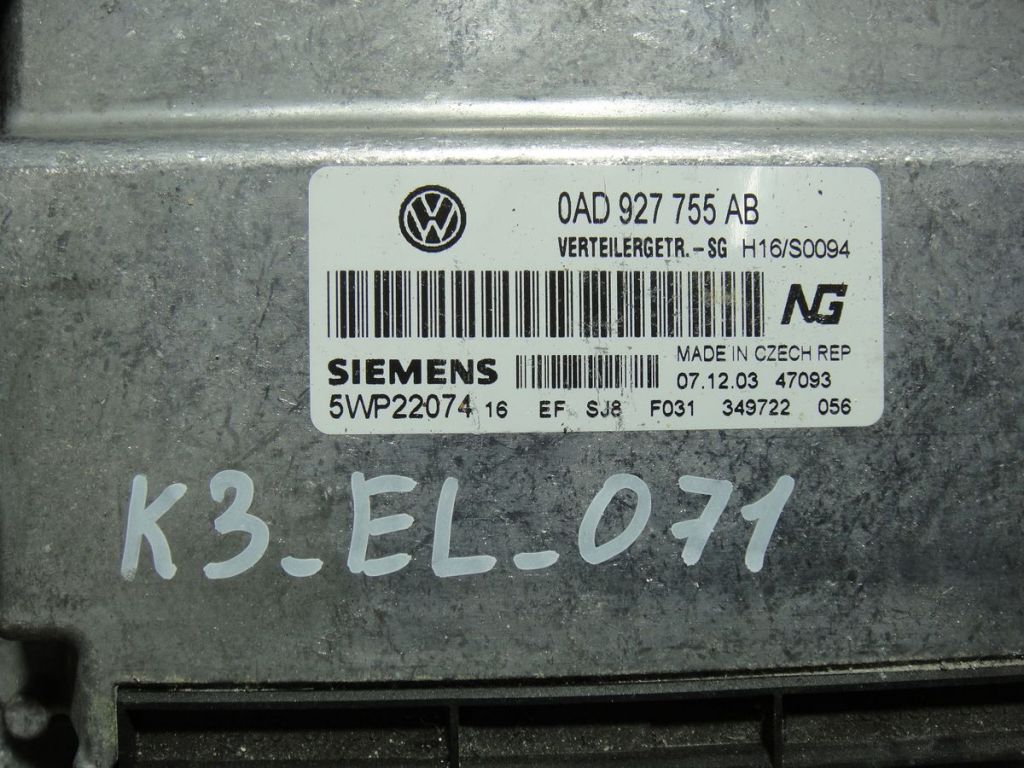 0AD 927 755 AB
VERTEILERGETR.-SG H16/S0094
NG
SIEMENS
MADE IN CZECH REP
07.12.03 47093
5WP22074 16 EF SJ8 F031 349722 056
K3_EL_071